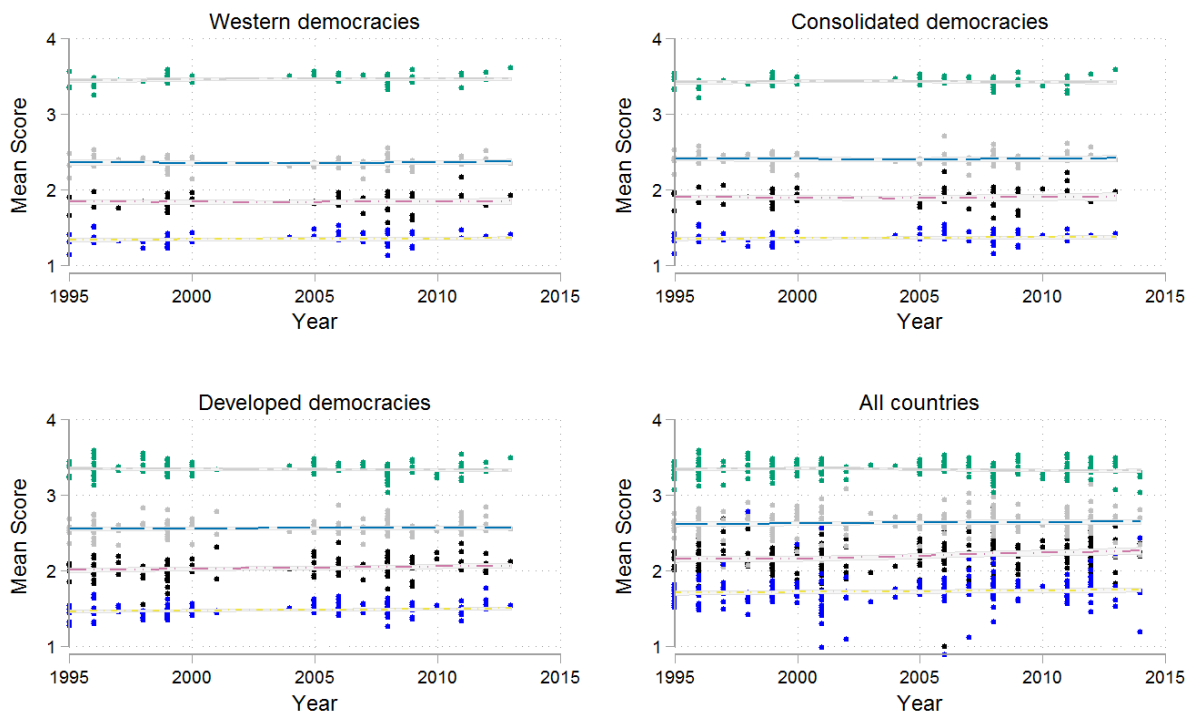 Western democracies
Mean Score
4
3
2
1
1995 2000 2005 2010 2015
Year
Consolidated democracies
Mean Score
4
3
2
1
1995 2000 2005 2010 2015
Year
Developed democracies
Mean Score
4
3
2
1
1995 2000 2005 2010 2015
Year
All countries
Mean Score
4
3
2
1
1995 2000 2005 2010 2015
Year